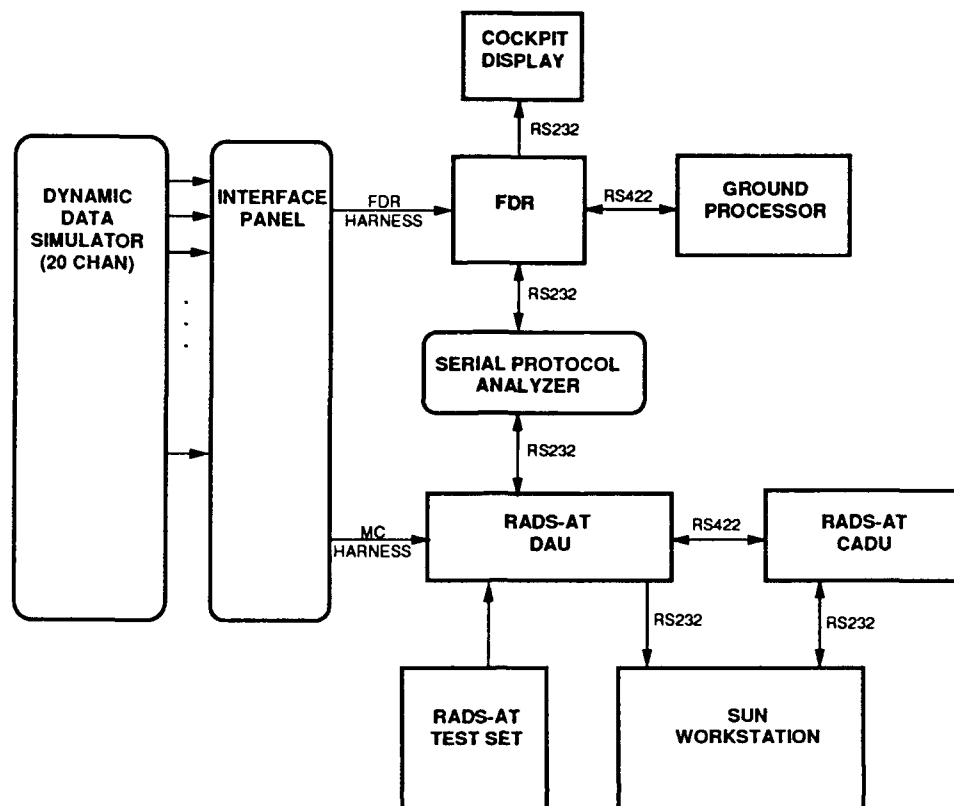 COCKPIT
DISPLAY
RS232
DYNAMIC
DATA
SIMULATOR
(20 CHAN)
INTERFACE
PANEL
FDR
HARNESS
FDR
RS422
GROUND
PROCESSOR
RS232
SERIAL PROTOCOL
ANALYZER
RS232
MC
HARNESS
RADS-AT
DAU
RS422
RADS-AT
CADU
RS232
RS232
RADS-AT
TEST SET
SUN
WORKSTATION